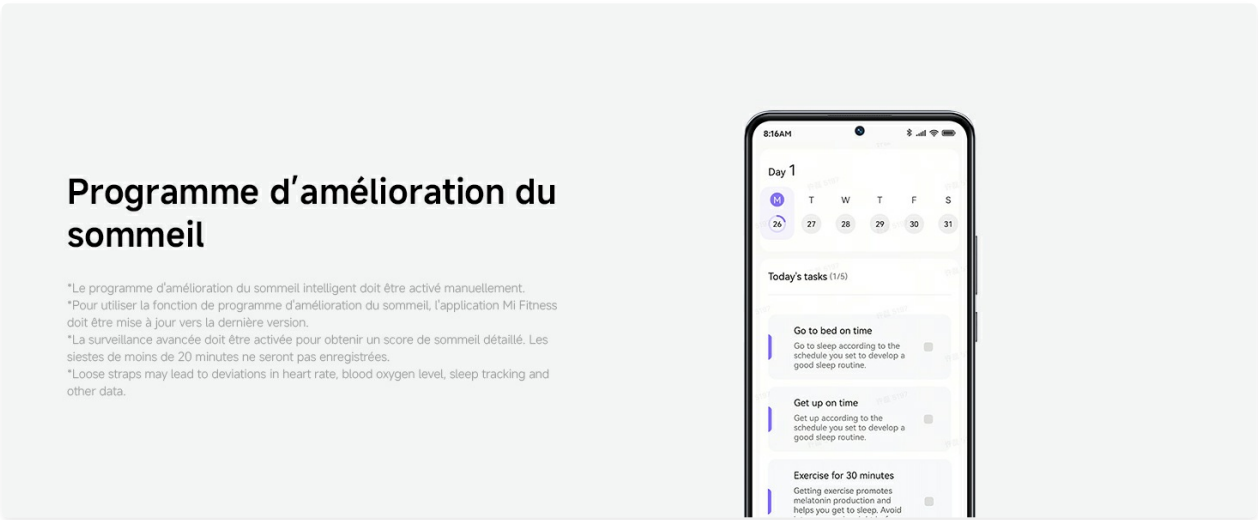 Programme d’amélioration du
sommeil
*Le programme d'amélioration du sommeil intelligent doit être activé manuellement.
*Pour utiliser la fonction de programme d'amélioration du sommeil, l'application Mi Fitness
doit être mise à jour vers la dernière version.
*La surveillance avancée doit être activée pour obtenir un score de sommeil détaillé. Les
siestes de moins de 20 minutes ne seront pas enregistrées.
*Loose straps may lead to deviations in heart rate, blood oxygen level, sleep tracking and
other data.
8:16AM
Day 1
M T W T F S
26 27 28 29 30 31
Today's tasks (1/5)
Go to bed on time
Go to sleep according to the
schedule you set to develop a
good sleep routine.
Get up on time
Get up according to the
schedule you set to develop a
good sleep routine.
Exercise for 30 minutes
Getting exercise promotes
melatonin production and
helps you get to sleep. Avoid